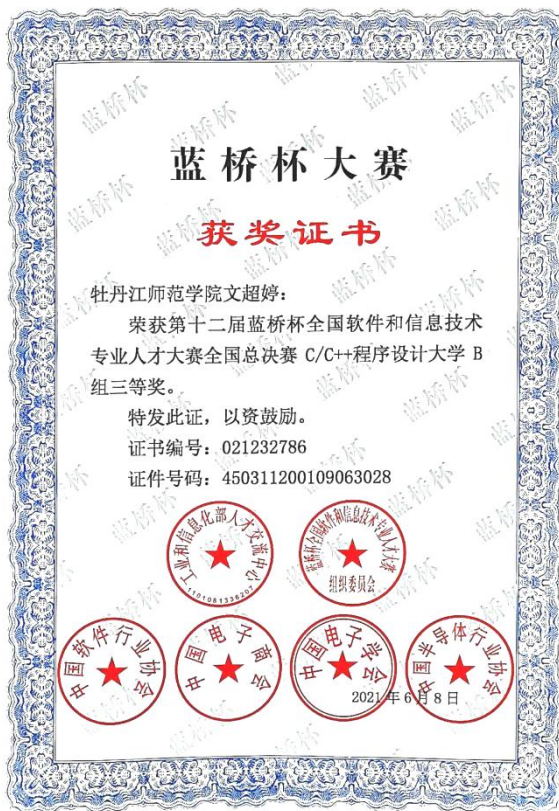 蓝桥杯大赛
获奖证书
牡丹江师范学院文超婷：
荣获第十二届蓝桥杯全国软件和信息技术
专业人才大赛全国总决赛 C/C++程序设计大学 B
组三等奖。
特发此证，以资鼓励。
证书编号：021232786
证件号码：450311200109063028
工业和信息化部人才交流中心
1101081338207
蓝桥杯全国软件和信息技术专业人才大赛
组织委员会
中国软件行业协会
中国电子商会
中国电子学会
中国半导体行业协会
2021 年 6 月 8 日